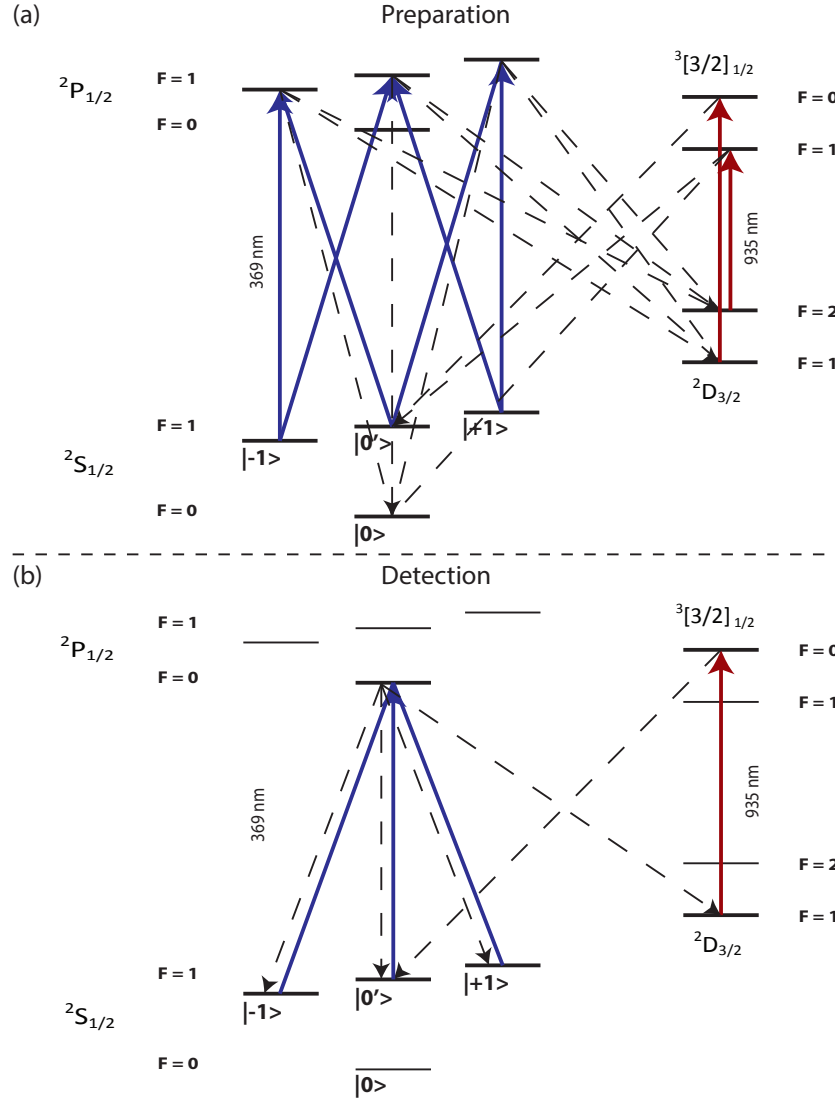 (a)
Preparation
²P₁/₂
F = 1
F = 0
³[3/2] ₁/₂
F = 0
F = 1
369 nm
935 nm
F = 2
F = 1
²D₃/₂
F = 1
|-1>
|0'>
|+1>
²S₁/₂
F = 0
|0>
(b)
Detection
²P₁/₂
F = 1
F = 0
³[3/2] ₁/₂
F = 0
F = 1
369 nm
935 nm
F = 2
F = 1
²D₃/₂
F = 1
|-1>
|0'>
|+1>
²S₁/₂
F = 0
|0>